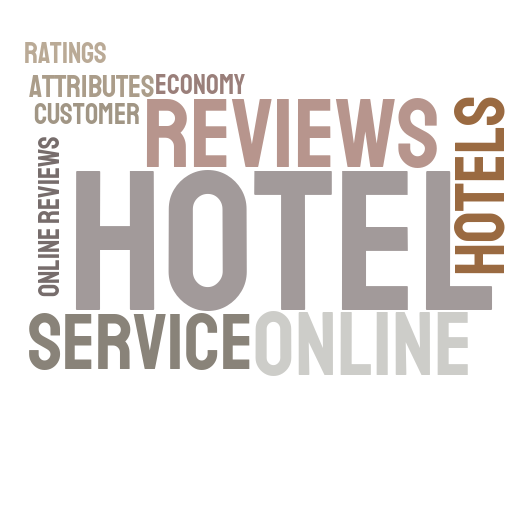 RATINGS
ATTRIBUTES ECONOMY
CUSTOMER
REVIEWS
HOTELS
ONLINE REVIEWS
HOTEL
SERVICE ONLINE